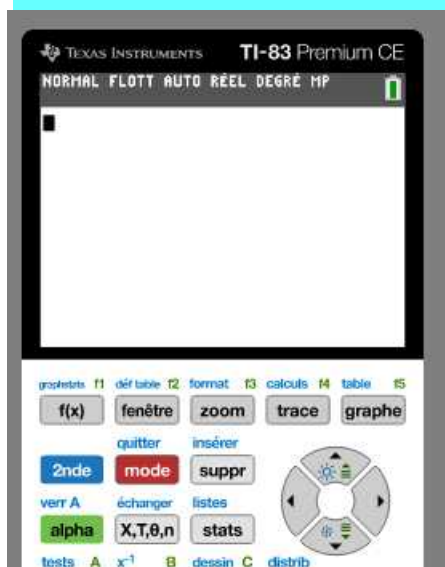 TEXAS INSTRUMENTS TI-83 Premium CE
NORMAL FLOTT AUTO RÉEL DEGRÉ MP
graphstats f1 déf table f2 format f3 calculs f4 table f5
f(x) fenêtre zoom trace graphe
quitter insérer
2nde mode suppr
verr A échanger listes
alpha X,T,θ,n stats
tests A x⁻¹ B dessin C distrib